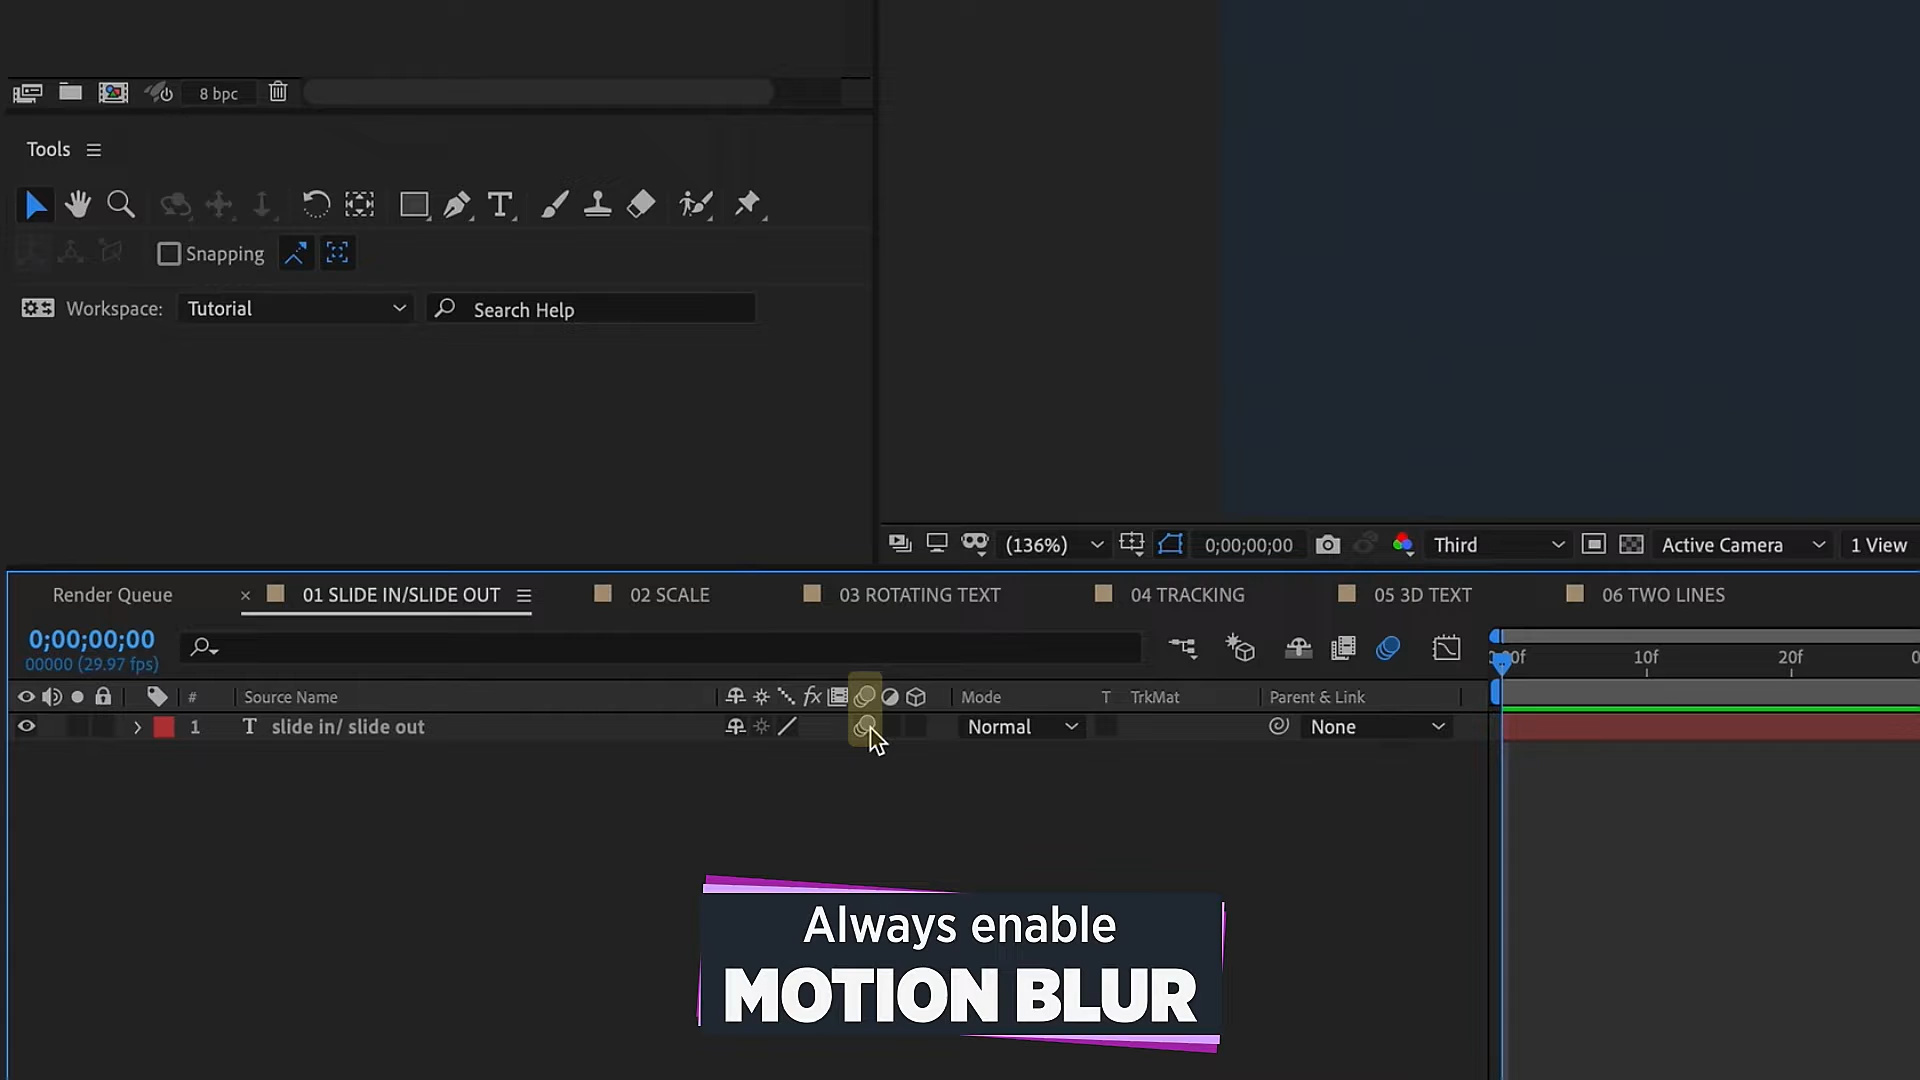 8 bpc
Tools
Snapping
Workspace: Tutorial Search Help
(136%) 0;00;00;00 Third Active Camera 1 View
Render Queue × 01 SLIDE IN/SLIDE OUT 02 SCALE 03 ROTATING TEXT 04 TRACKING 05 3D TEXT 06 TWO LINES
0;00;00;00
00000 (29.97 fps)
10f 20f
# Source Name fx Mode T TrkMat Parent & Link
1 T slide in/ slide out Normal None
Always enable
MOTION BLUR